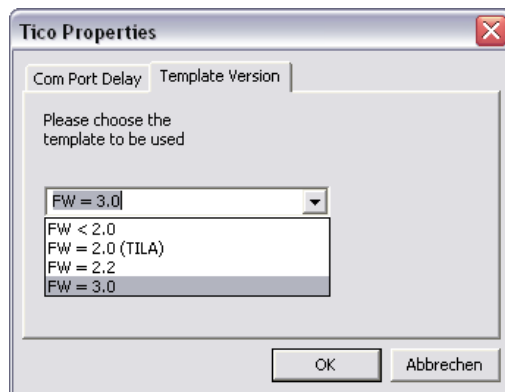 Tico Properties
Com Port Delay
Template Version
Please choose the
template to be used
FW = 3.0
FW < 2.0
FW = 2.0 (TILA)
FW = 2.2
FW = 3.0
OK
Abbrechen